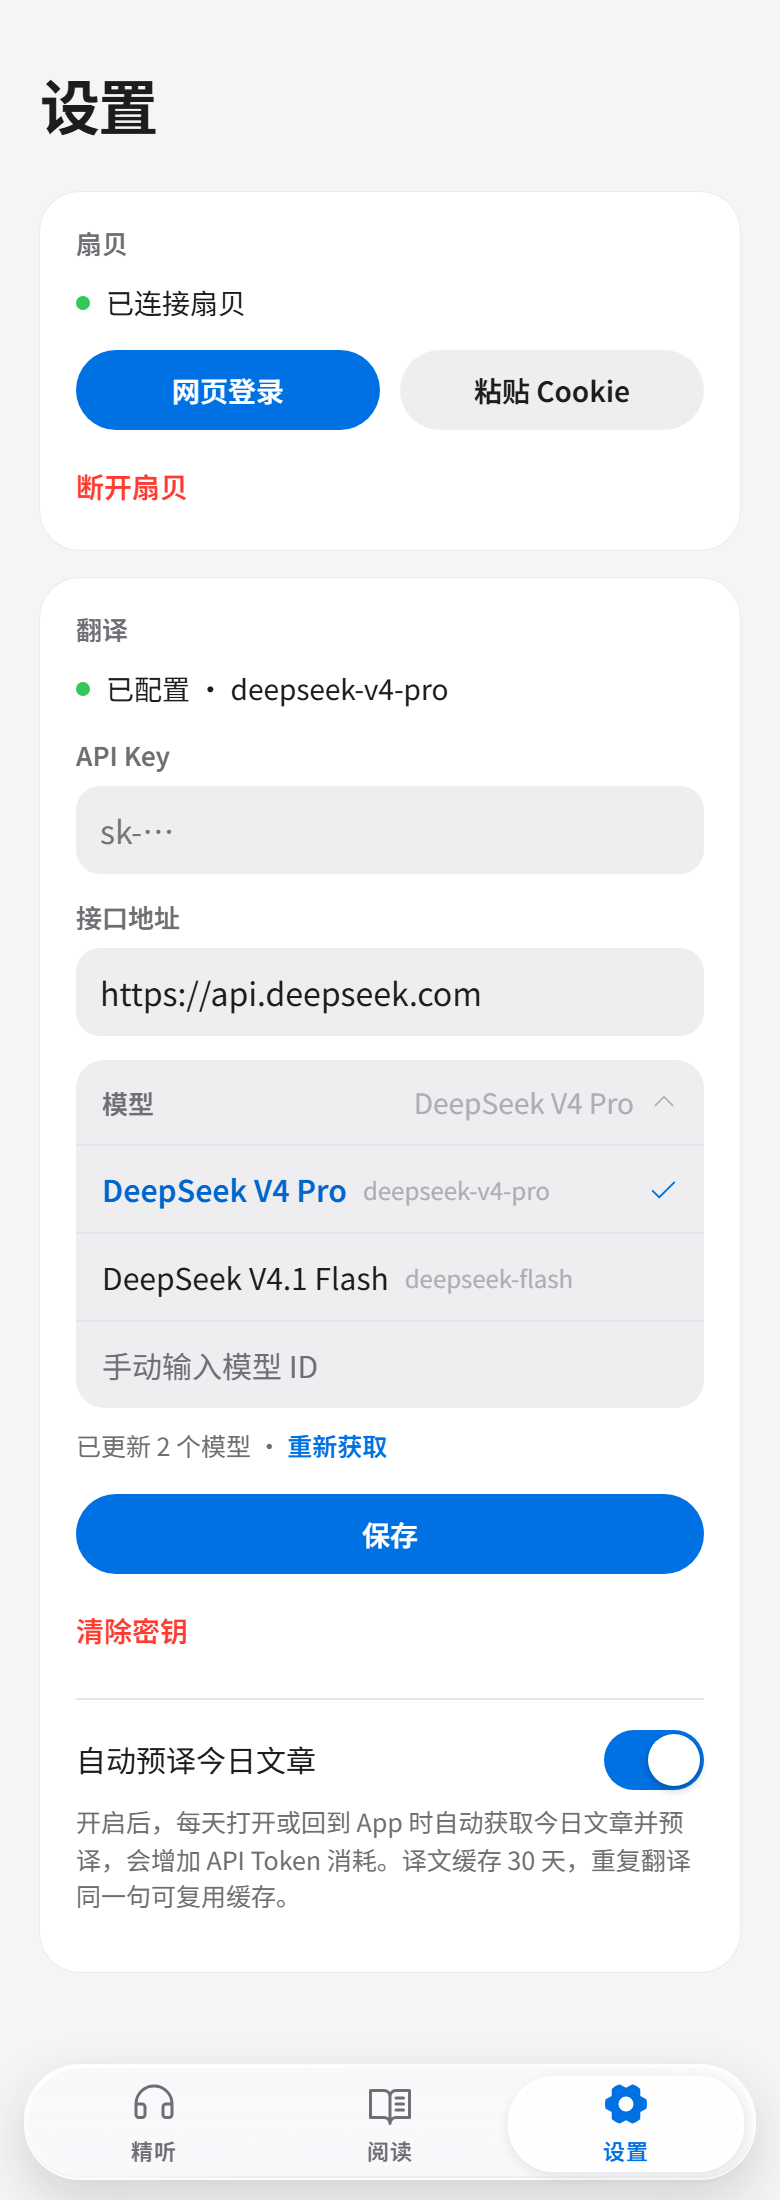 设置
扇贝
已连接扇贝
网页登录
粘贴 Cookie
断开扇贝
翻译
已配置 · deepseek-v4-pro
API Key
sk-···
接口地址
https://api.deepseek.com
模型 DeepSeek V4 Pro
DeepSeek V4 Pro deepseek-v4-pro
DeepSeek V4.1 Flash deepseek-flash
手动输入模型 ID
已更新 2 个模型 · 重新获取
保存
清除密钥
自动预译今日文章
开启后，每天打开或回到 App 时自动获取今日文章并预
译，会增加 API Token 消耗。译文缓存 30 天，重复翻译
同一句可复用缓存。
精听
阅读
设置